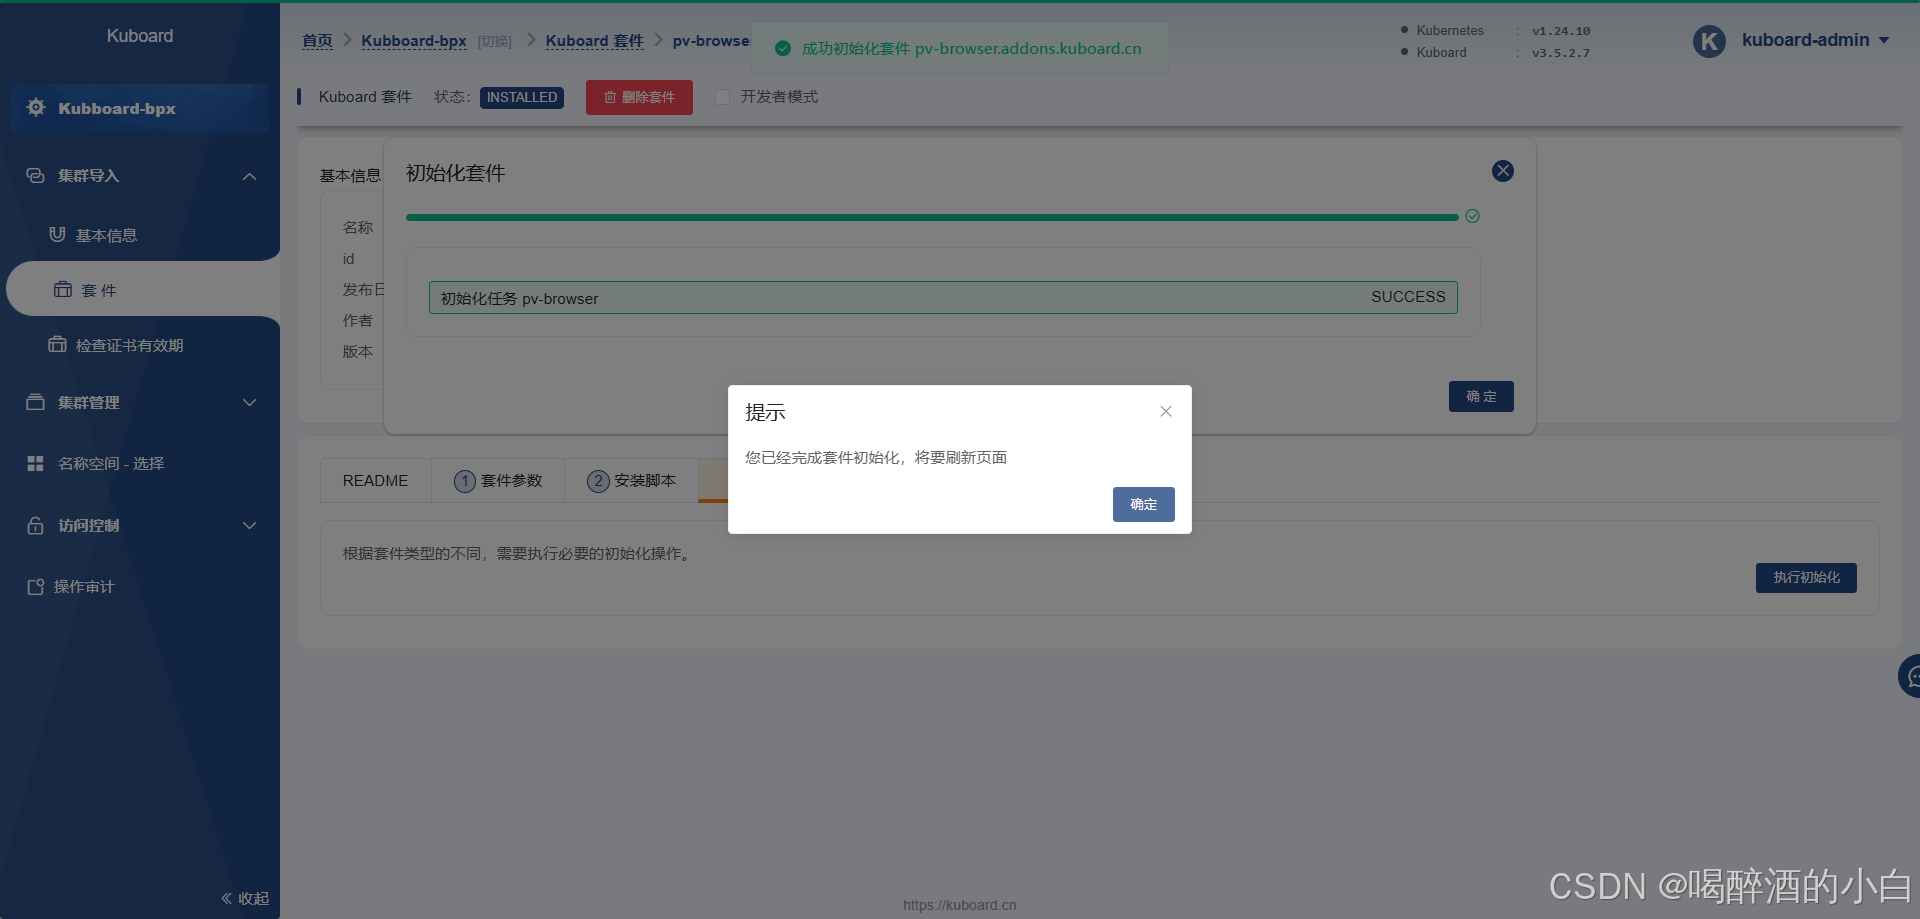 Kuboard
首页 > Kubboard-bpx [切换] > Kuboard 套件 > pv-browse
成功初始化套件 pv-browser.addons.kuboard.cn
Kubernetes : v1.24.10
Kuboard : v3.5.2.7
K kuboard-admin
Kuboard 套件 状态： INSTALLED 删除套件 开发者模式
Kubboard-bpx
集群导入
基本信息
套件
检查证书有效期
集群管理
名称空间 - 选择
访问控制
操作审计
收起
基本信息
名称
id
发布日
作者
版本
初始化套件
初始化任务 pv-browser SUCCESS
确 定
提示
您已经完成套件初始化，将要刷新页面
确定
README 1 套件参数 2 安装脚本
根据套件类型的不同，需要执行必要的初始化操作。
执行初始化
https://kuboard.cn
CSDN @喝醉酒的小白